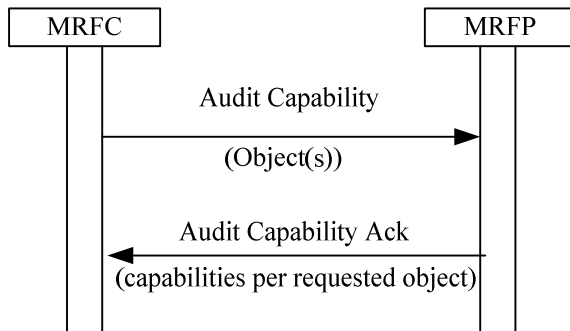 MRFC
MRFP
Audit Capability
(Object(s))
Audit Capability Ack
(capabilities per requested object)